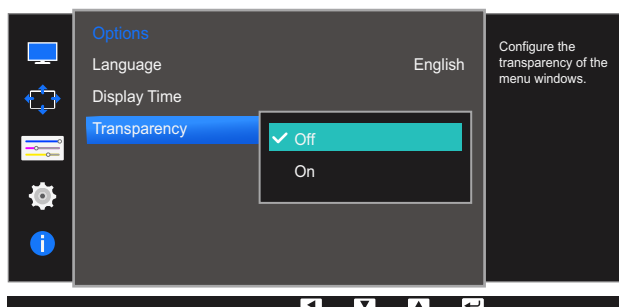 Options
Language English
Display Time
Transparency
Off
On
Configure the
transparency of the
menu windows.